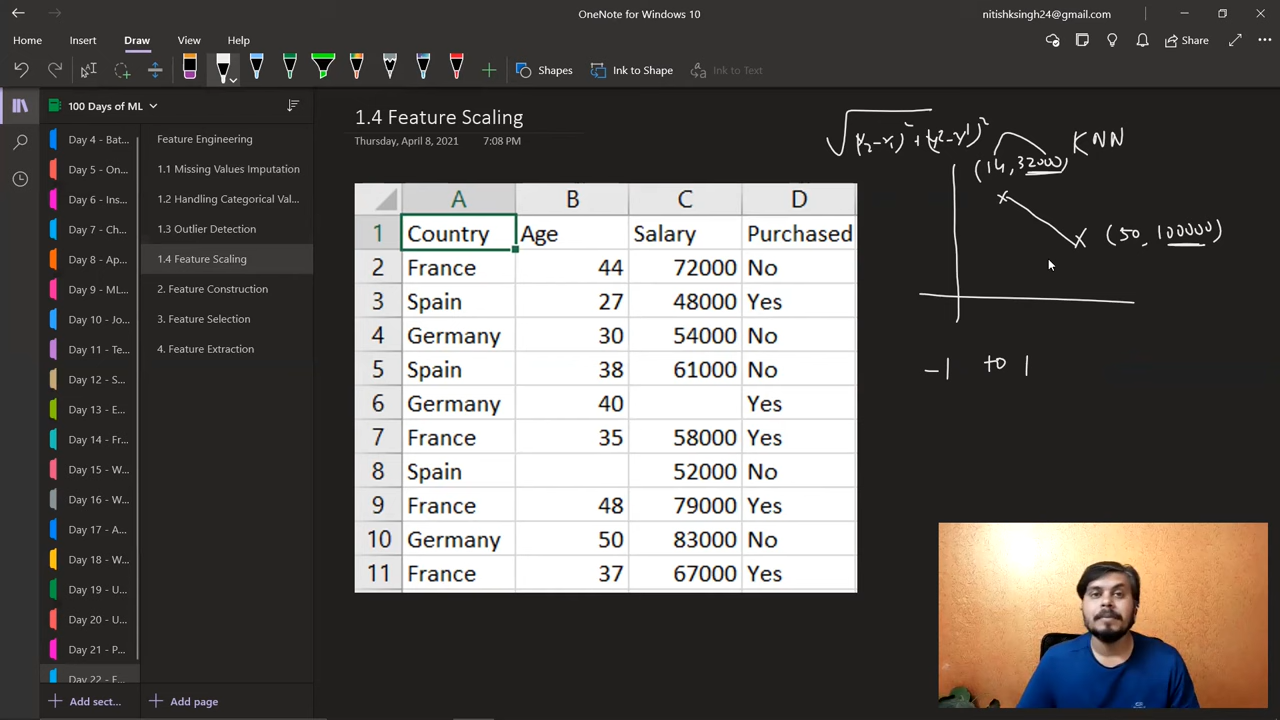 OneNote for Windows 10
nitishksingh24@gmail.com
Home Insert Draw View Help
Share
Shapes
Ink to Shape
Ink to Text
100 Days of ML
Day 4 - Bat...
Day 5 - On...
Day 6 - Ins...
Day 7 - Ch...
Day 8 - Ap...
Day 9 - ML...
Day 10 - Jo...
Day 11 - Te...
Day 12 - S...
Day 13 - E...
Day 14 - Fr...
Day 15 - W...
Day 16 - W...
Day 17 - A...
Day 18 - W...
Day 19 - U...
Day 20 - U...
Day 21 - P...
Day 22 - F...
Add sect...
Feature Engineering
1.1 Missing Values Imputation
1.2 Handling Categorical Val...
1.3 Outlier Detection
1.4 Feature Scaling
2. Feature Construction
3. Feature Selection
4. Feature Extraction
Add page
1.4 Feature Scaling
Thursday, April 8, 2021 7:08 PM
A B C D
1 Country Age Salary Purchased
2 France 44 72000 No
3 Spain 27 48000 Yes
4 Germany 30 54000 No
5 Spain 38 61000 No
6 Germany 40 Yes
7 France 35 58000 Yes
8 Spain 52000 No
9 France 48 79000 Yes
10 Germany 50 83000 No
11 France 37 67000 Yes
KNN
(14, 32000)
(50, 100000)
-1 to 1